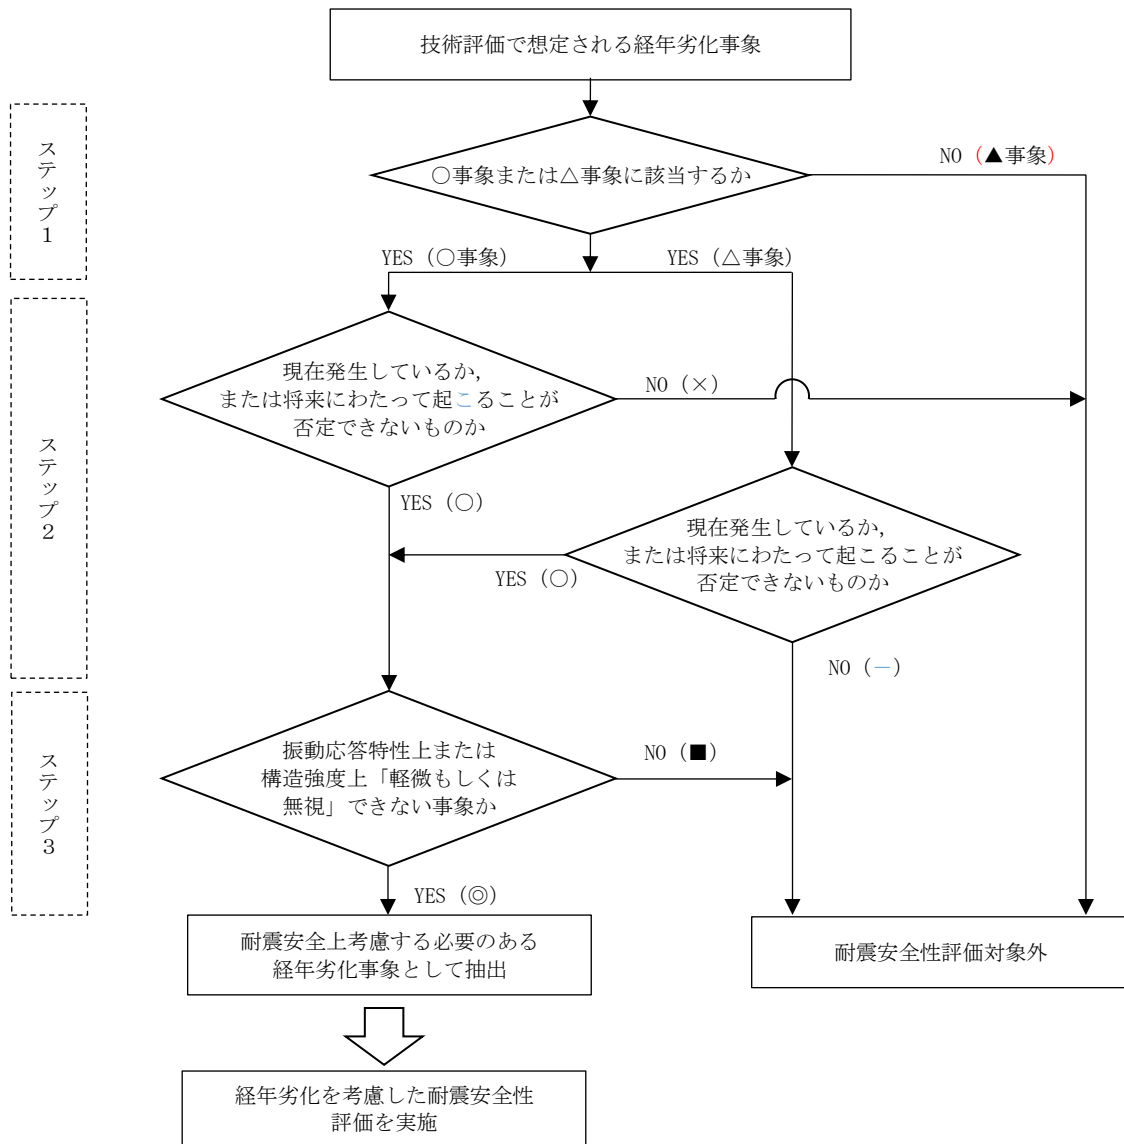 技術評価で想定される経年劣化事象
ステップ1
○事象または△事象に該当するか
NO（▲事象）
YES（○事象）
YES（△事象）
ステップ2
現在発生しているか，
または将来にわたって起こることが
否定できないものか
NO（×）
YES（○）
現在発生しているか，
または将来にわたって起こることが
否定できないものか
YES（○）
NO（－）
ステップ3
振動応答特性上または
構造強度上「軽微もしくは
無視」できない事象か
NO（■）
YES（◎）
耐震安全上考慮する必要のある
経年劣化事象として抽出
耐震安全性評価対象外
経年劣化を考慮した耐震安全性
評価を実施